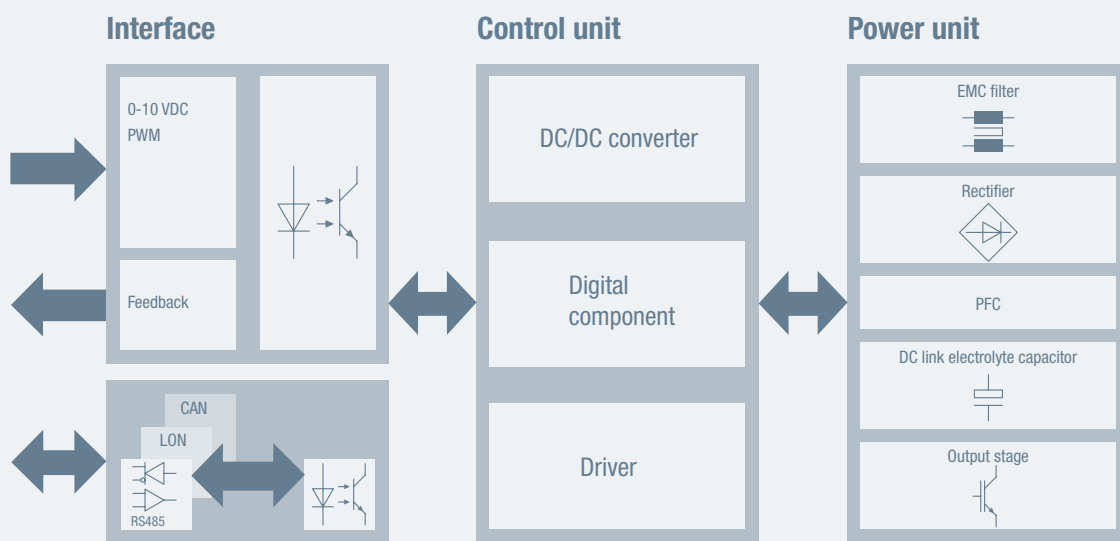 Interface
0-10 VDC
PWM
Feedback
CAN
LON
RS485
Control unit
DC/DC converter
Digital
component
Driver
Power unit
EMC filter
Rectifier
PFC
DC link electrolyte capacitor
Output stage